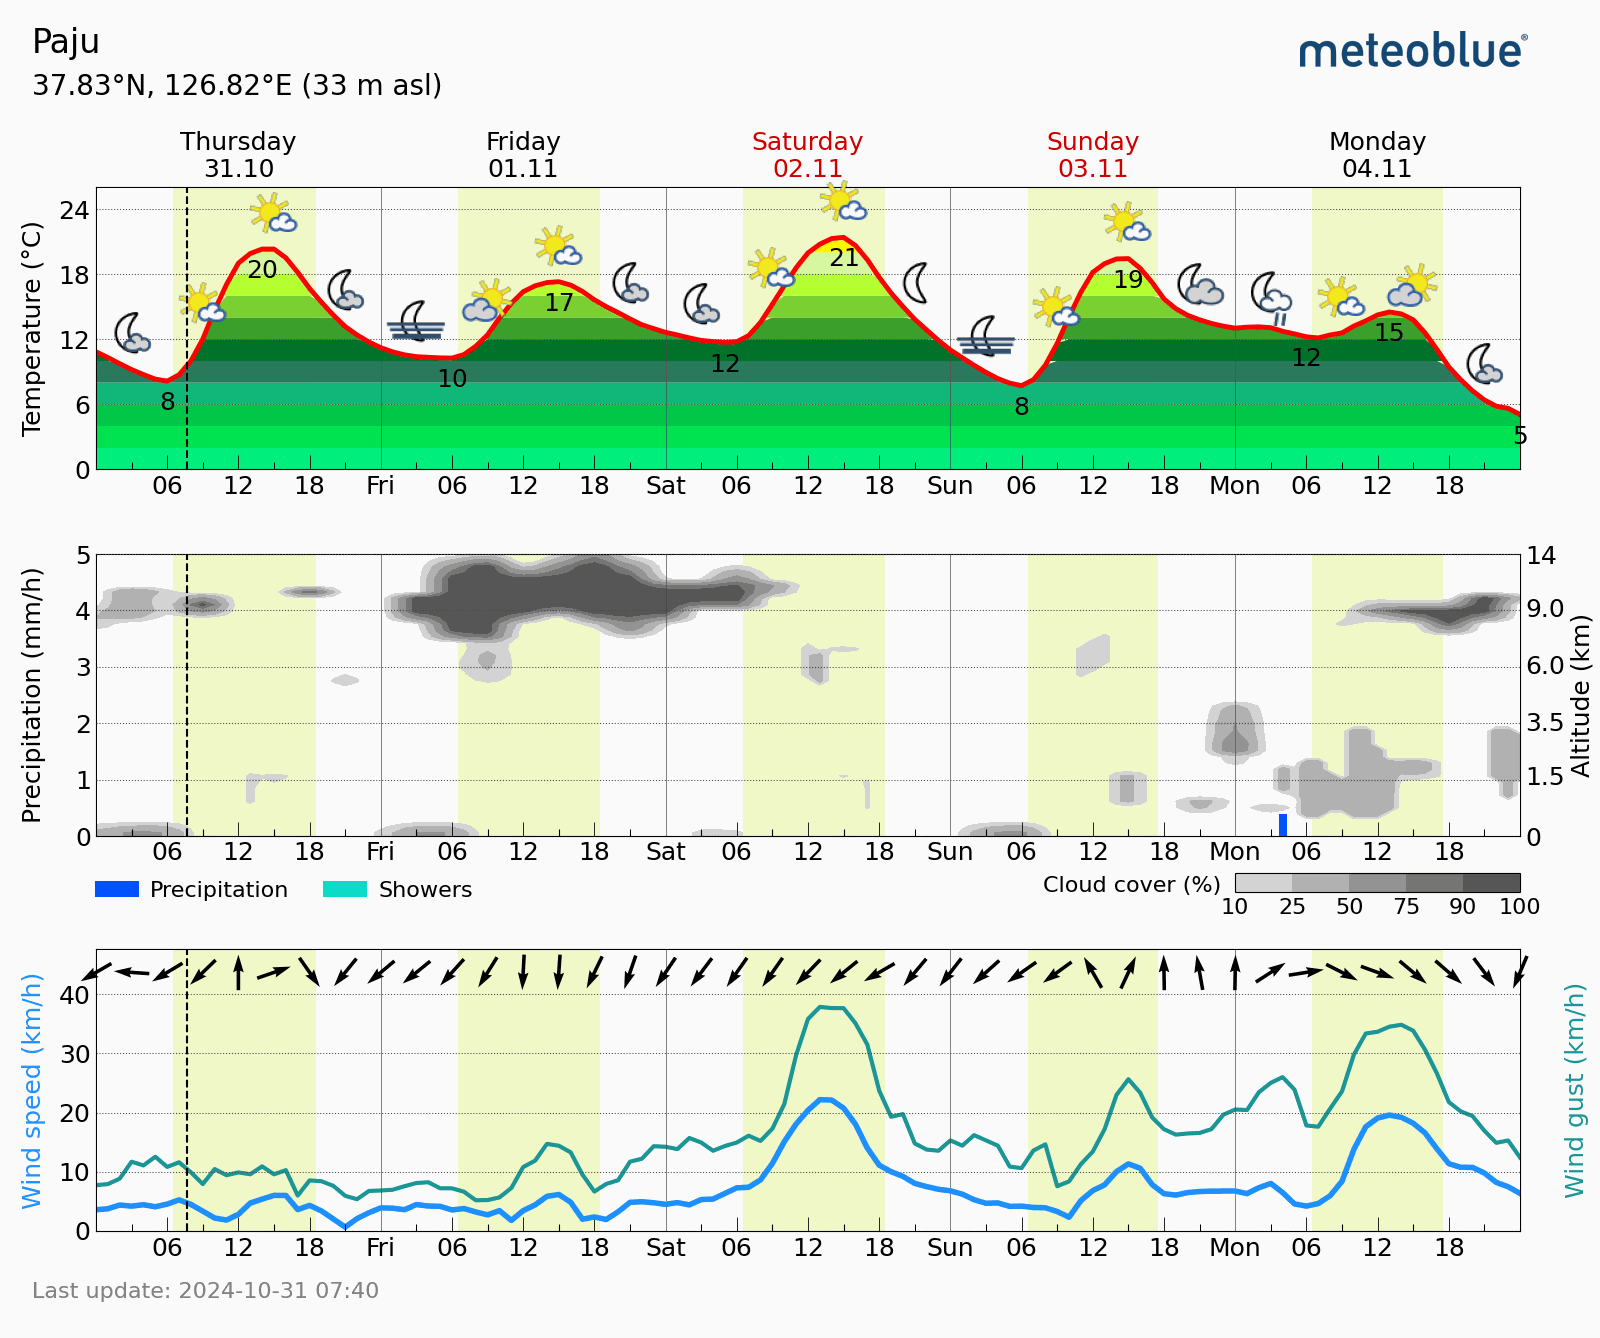 Paju
meteoblue®
37.83°N, 126.82°E (33 m asl)
Thursday Friday Saturday Sunday Monday
31.10 01.11 02.11 03.11 04.11
Temperature (°C)
24
18
12
6
0
20 17 21 19 15
8 10 12 8 12 5
06 12 18 Fri 06 12 18 Sat 06 12 18 Sun 06 12 18 Mon 06 12 18
Precipitation (mm/h)
5
4
3
2
1
0
14
9.0
6.0
3.5
1.5
0
Altitude (km)
06 12 18 Fri 06 12 18 Sat 06 12 18 Sun 06 12 18 Mon 06 12 18
Precipitation Showers
Cloud cover (%)
10 25 50 75 90 100
Wind speed (km/h)
40
30
20
10
0
Wind gust (km/h)
06 12 18 Fri 06 12 18 Sat 06 12 18 Sun 06 12 18 Mon 06 12 18
Last update: 2024-10-31 07:40